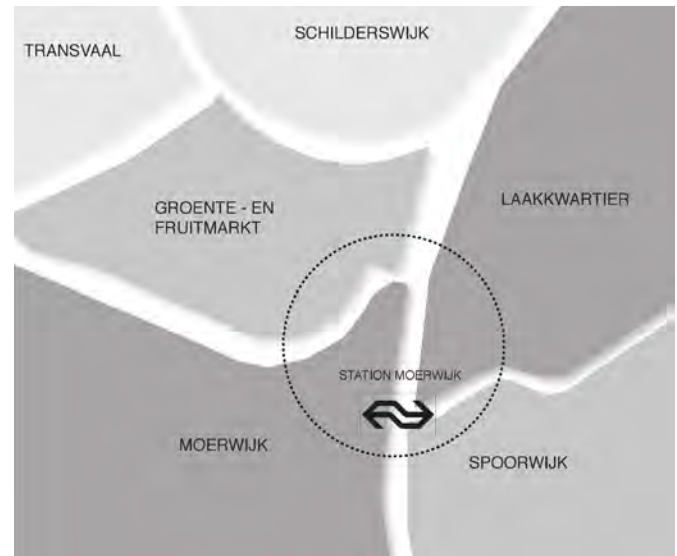 SCHILDERSWIJK
TRANSVAAL
LAAKKWARTIER
GROENTE - EN
FRUITMARKT
STATION MOERWIJK
MOERWIJK
SPOORWIJK